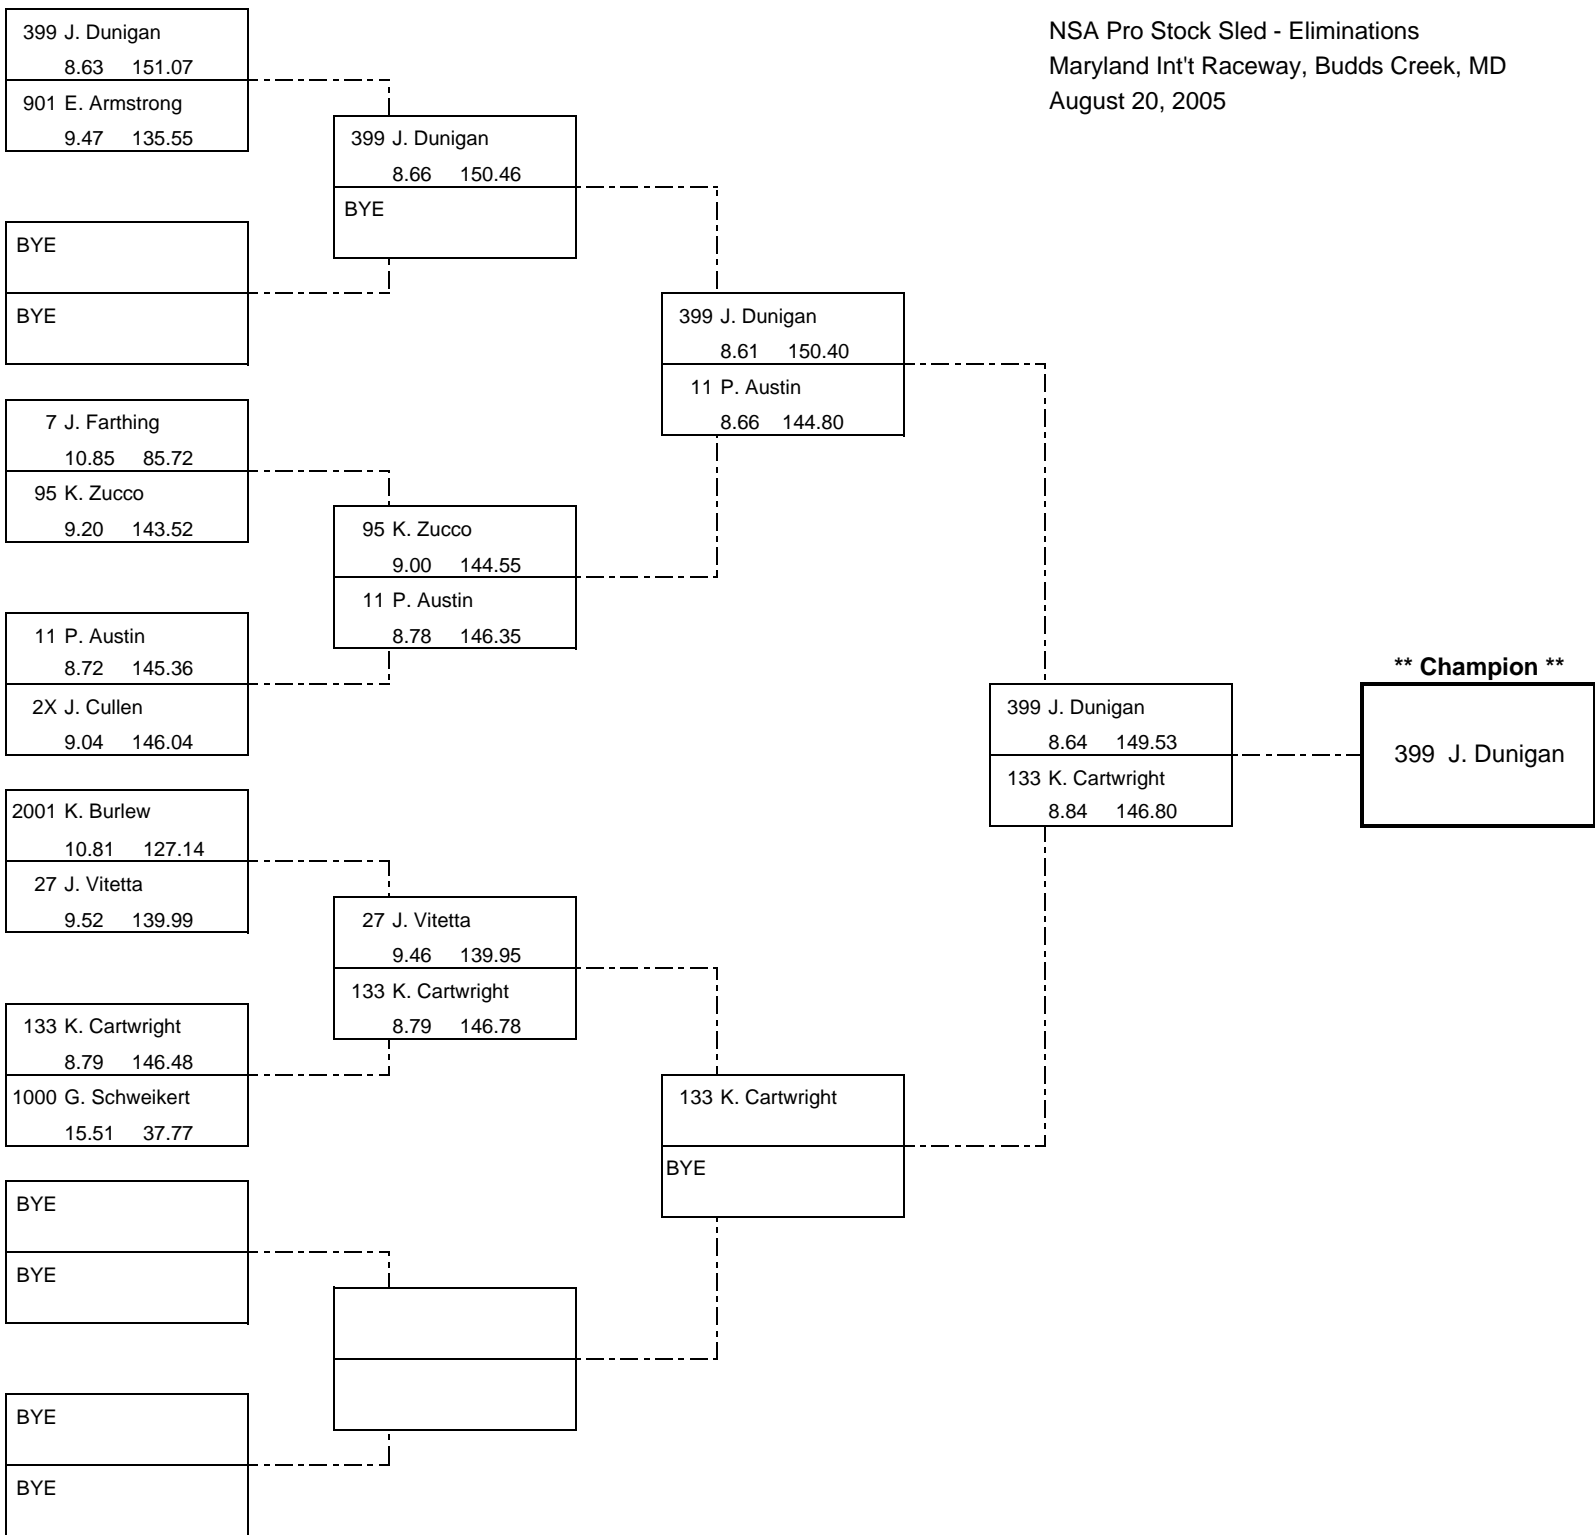 NSA Pro Stock Sled - Eliminations
Maryland Int't Raceway, Budds Creek, MD
August 20, 2005
399 J. Dunigan
8.63 151.07
901 E. Armstrong
9.47 135.55
BYE
BYE
7 J. Farthing
10.85 85.72
95 K. Zucco
9.20 143.52
11 P. Austin
8.72 145.36
2X J. Cullen
9.04 146.04
2001 K. Burlew
10.81 127.14
27 J. Vitetta
9.52 139.99
133 K. Cartwright
8.79 146.48
1000 G. Schweikert
15.51 37.77
BYE
BYE
BYE
BYE
399 J. Dunigan
8.66 150.46
BYE
95 K. Zucco
9.00 144.55
11 P. Austin
8.78 146.35
27 J. Vitetta
9.46 139.95
133 K. Cartwright
8.79 146.78
399 J. Dunigan
8.61 150.40
11 P. Austin
8.66 144.80
133 K. Cartwright
BYE
399 J. Dunigan
8.64 149.53
133 K. Cartwright
8.84 146.80
** Champion **
399 J. Dunigan